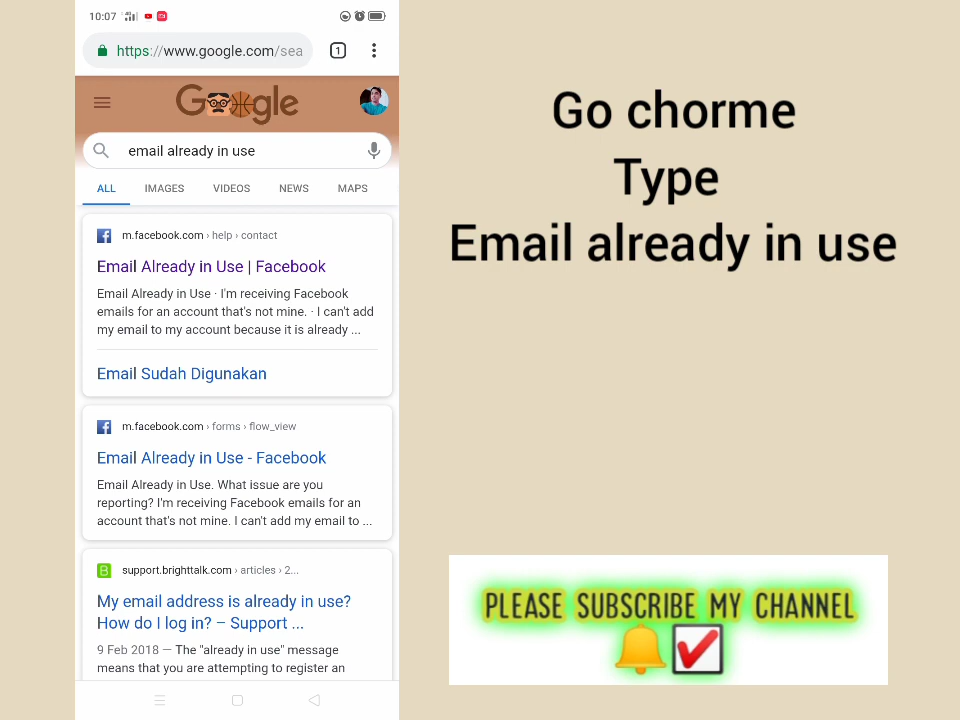 10:07
https://www.google.com/sea
1
Google
email already in use
ALL IMAGES VIDEOS NEWS MAPS
m.facebook.com › help › contact
Email Already in Use | Facebook
Email Already in Use · I'm receiving Facebook
emails for an account that's not mine. · I can't add
my email to my account because it is already ...
Email Sudah Digunakan
m.facebook.com › forms › flow_view
Email Already in Use - Facebook
Email Already in Use. What issue are you
reporting? I'm receiving Facebook emails for an
account that's not mine. I can't add my email to ...
support.brighttalk.com › articles › 2...
My email address is already in use?
How do I log in? – Support ...
9 Feb 2018 — The "already in use" message
means that you are attempting to register an
Go chorme
Type
Email already in use
PLEASE SUBSCRIBE MY CHANNEL